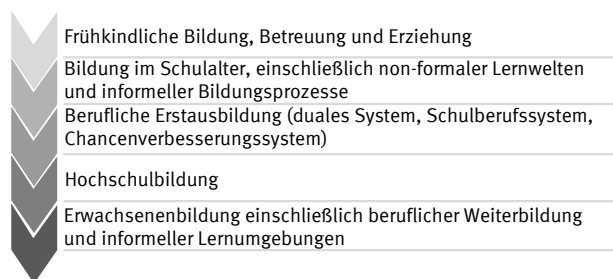 Frühkindliche Bildung, Betreuung und Erziehung
Bildung im Schulalter, einschließlich non-formaler Lernwelten
und informeller Bildungsprozesse
Berufliche Erstausbildung (duales System, Schulberufssystem,
Chancenverbesserungssystem)
Hochschulbildung
Erwachsenenbildung einschließlich beruflicher Weiterbildung
und informeller Lernumgebungen